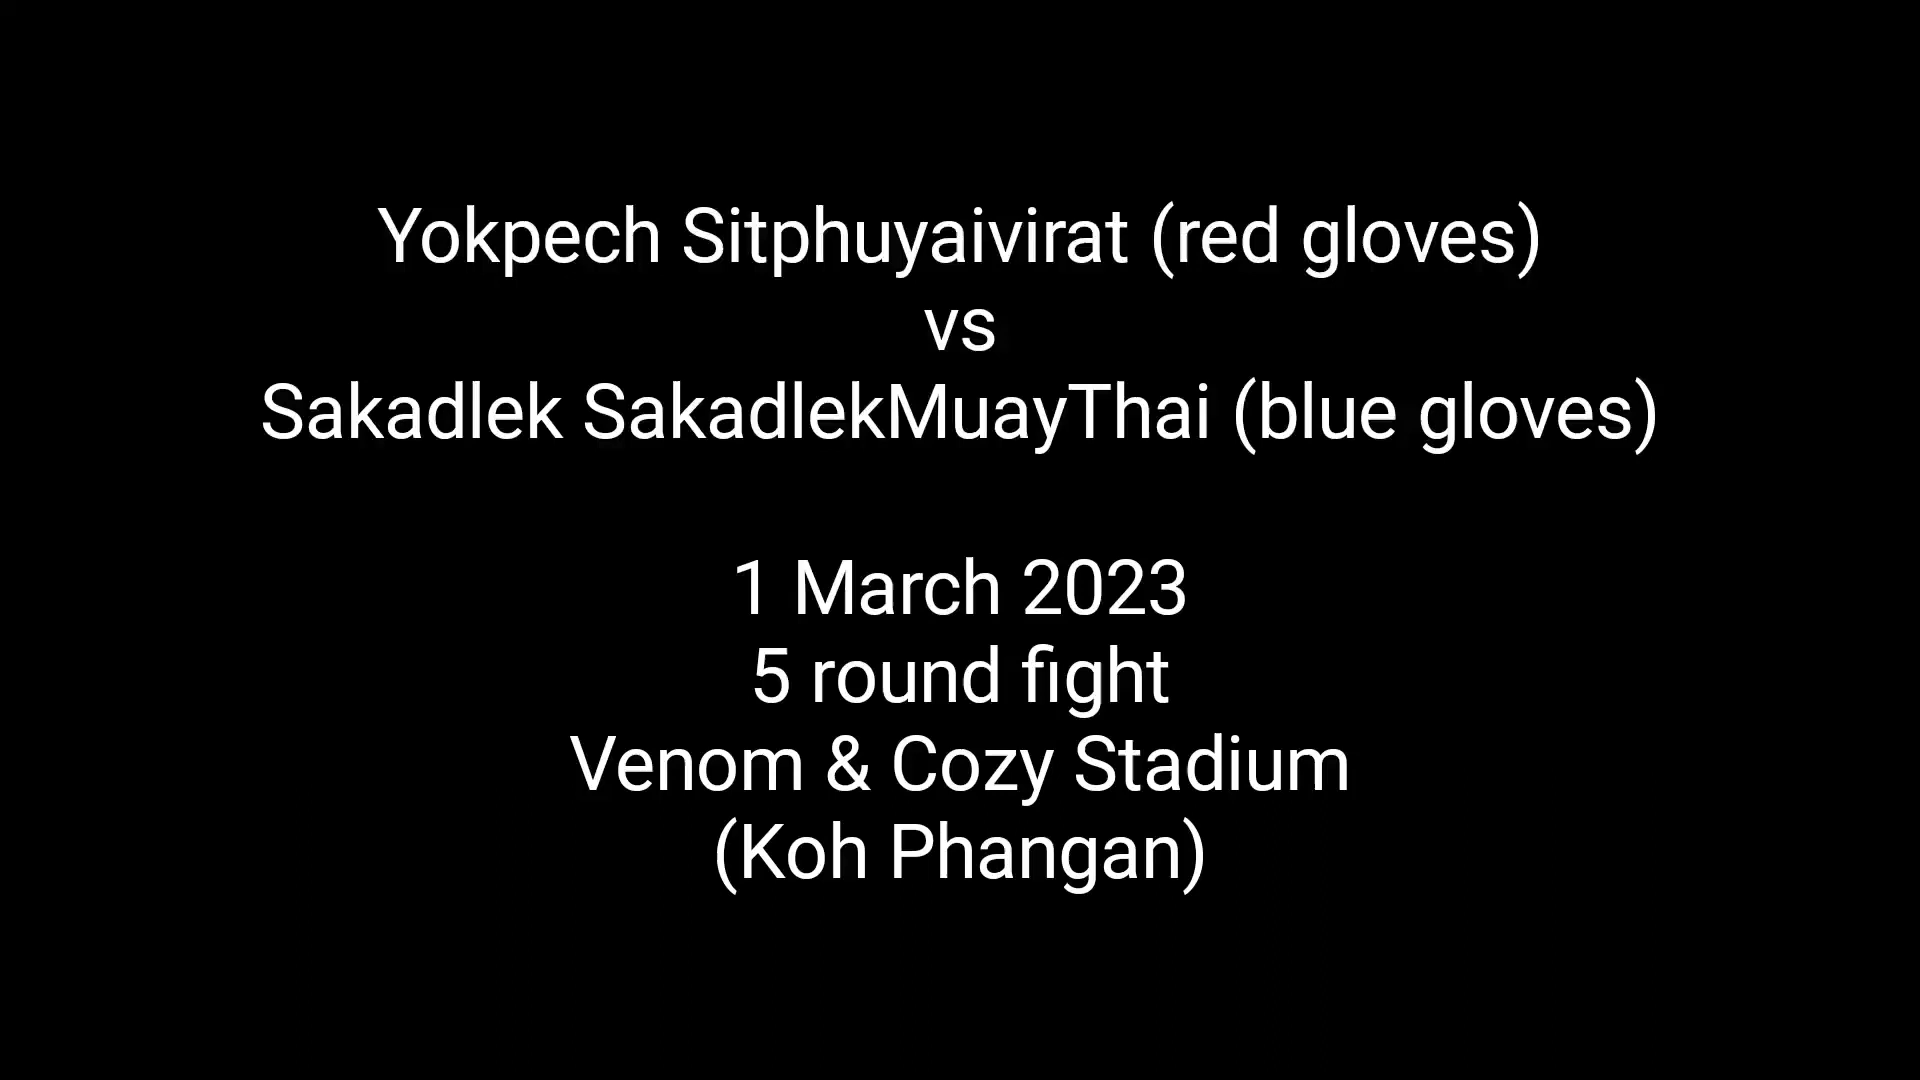 Yokpech Sitphuyaivirat (red gloves)
vs
Sakadlek SakadlekMuayThai (blue gloves)
1 March 2023
5 round fight
Venom & Cozy Stadium
(Koh Phangan)